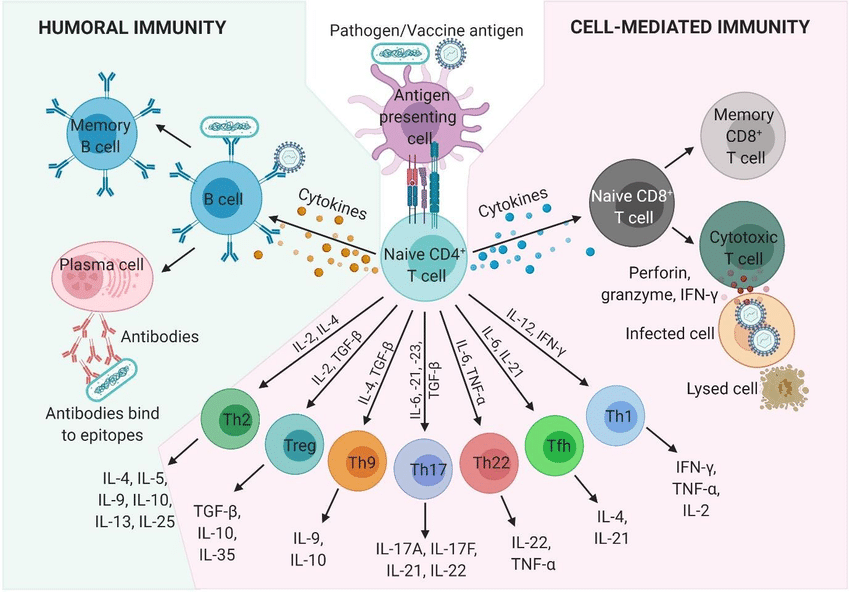 HUMORAL IMMUNITY
Pathogen/Vaccine antigen
CELL-MEDIATED IMMUNITY
Antigen
presenting
cell
Memory
B cell
Memory
CD8⁺
T cell
B cell
Cytokines
Cytokines
Naive CD8⁺
T cell
Naive CD4⁺
T cell
Cytotoxic
T cell
Plasma cell
Perforin,
granzyme, IFN-γ
Antibodies
Infected cell
Antibodies bind
to epitopes
Lysed cell
IL-2, IL-4
IL-2, TGF-β
IL-4, TGF-β
IL-6, -21, -23,
TGF-β
IL-6, TNF-α
IL-6, IL-21
IL-12, IFN-γ
Th2
Treg
Th9
Th17
Th22
Tfh
Th1
IL-4, IL-5,
IL-9, IL-10,
IL-13, IL-25
TGF-β,
IL-10,
IL-35
IL-9,
IL-10
IL-17A, IL-17F,
IL-21, IL-22
IL-22,
TNF-α
IL-4,
IL-21
IFN-γ,
TNF-α,
IL-2